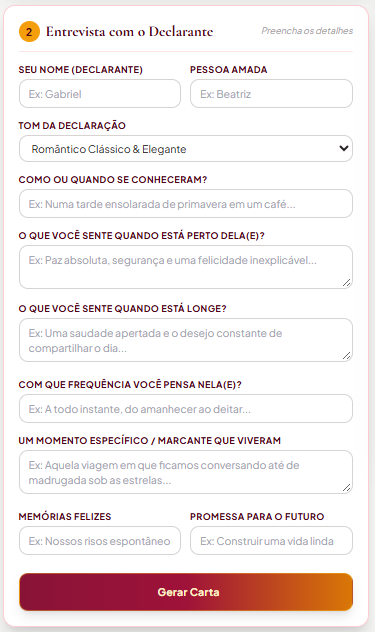 2 Entrevista com o Declarante Preencha os detalhes
SEU NOME (DECLARANTE) PESSOA AMADA
Ex: Gabriel Ex: Beatriz
TOM DA DECLARAÇÃO
Romântico Clássico & Elegante
COMO OU QUANDO SE CONHECERAM?
Ex: Numa tarde ensolarada de primavera em um café...
O QUE VOCÊ SENTE QUANDO ESTÁ PERTO DELA(E)?
Ex: Paz absoluta, segurança e uma felicidade inexplicável...
O QUE VOCÊ SENTE QUANDO ESTÁ LONGE?
Ex: Uma saudade apertada e o desejo constante de
compartilhar o dia...
COM QUE FREQUÊNCIA VOCÊ PENSA NELA(E)?
Ex: A todo instante, do amanhecer ao deitar...
UM MOMENTO ESPECÍFICO / MARCANTE QUE VIVERAM
Ex: Aquela viagem em que ficamos conversando até de
madrugada sob as estrelas...
MEMÓRIAS FELIZES PROMESSA PARA O FUTURO
Ex: Nossos risos espontâneo Ex: Construir uma vida linda
Gerar Carta